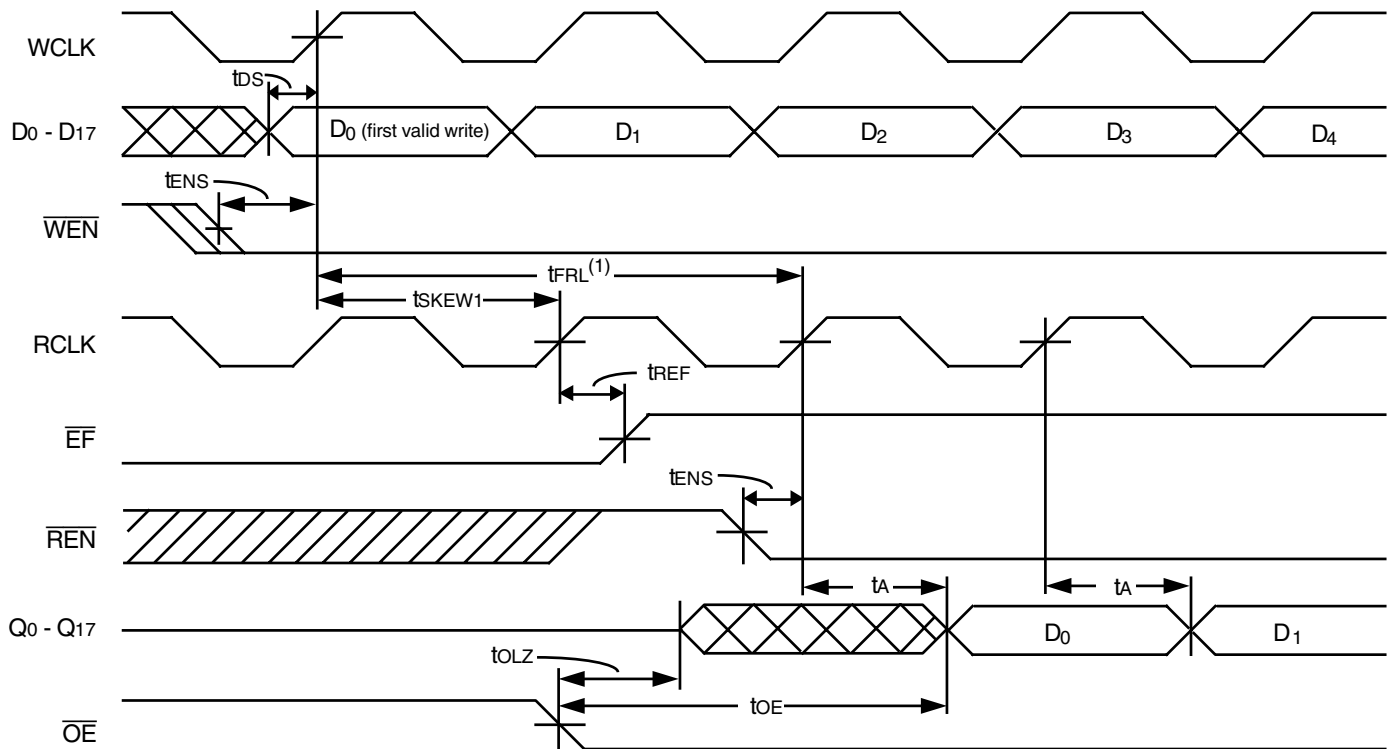 WCLK
tDS
D0 - D17
D0 (first valid write)
D1
D2
D3
D4
tENS
WEN
tFRL(1)
tSKEW1
RCLK
tREF
EF
tENS
REN
tA
tA
Q0 - Q17
D0
D1
tOLZ
tOE
OE